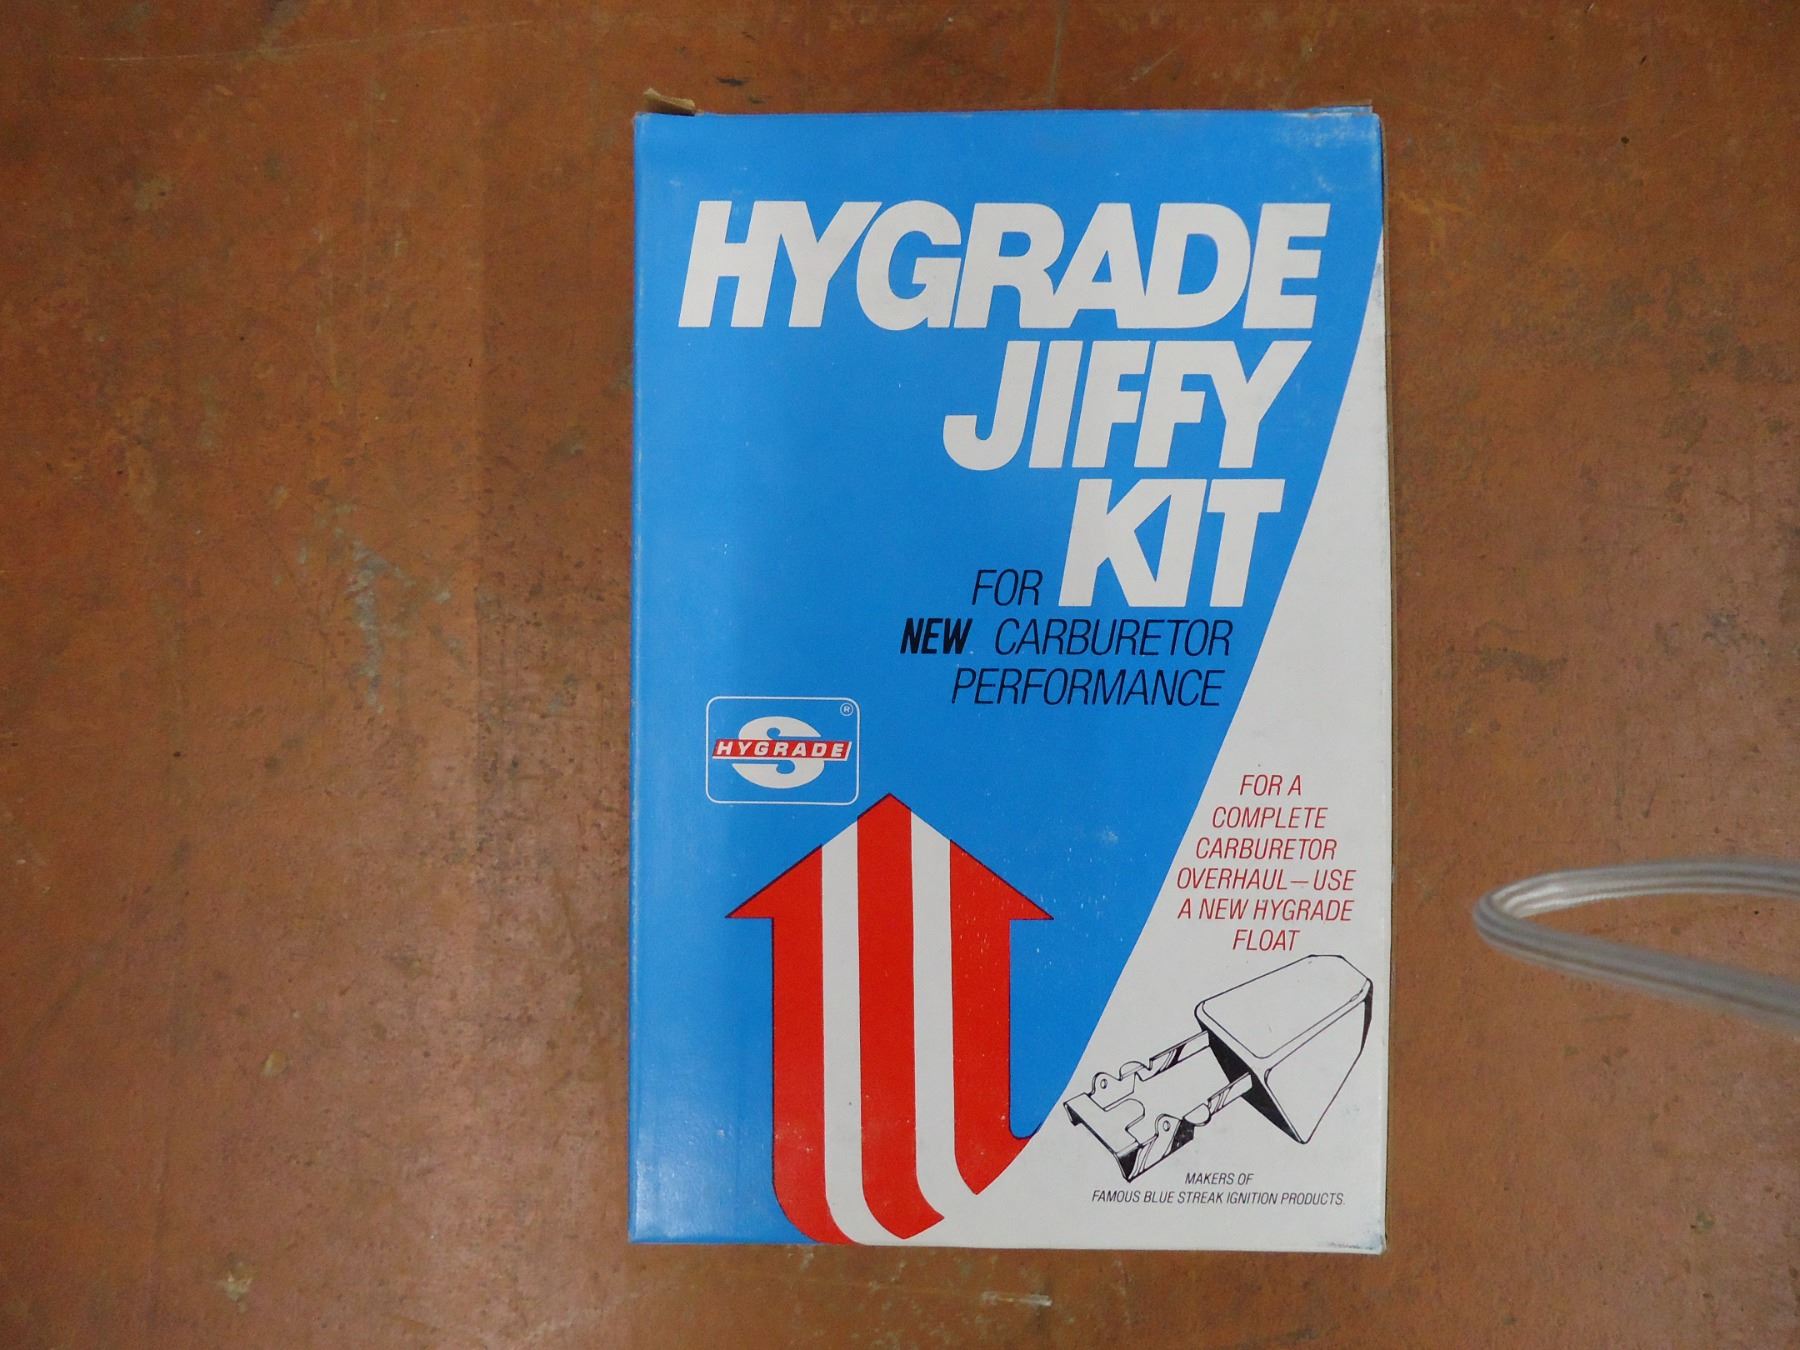 HYGRADE
JIFFY
KIT
FOR
NEW CARBURETOR
PERFORMANCE
S ®
HYGRADE
FOR A
COMPLETE
CARBURETOR
OVERHAUL—USE
A NEW HYGRADE
FLOAT
MAKERS OF
FAMOUS BLUE STREAK IGNITION PRODUCTS.